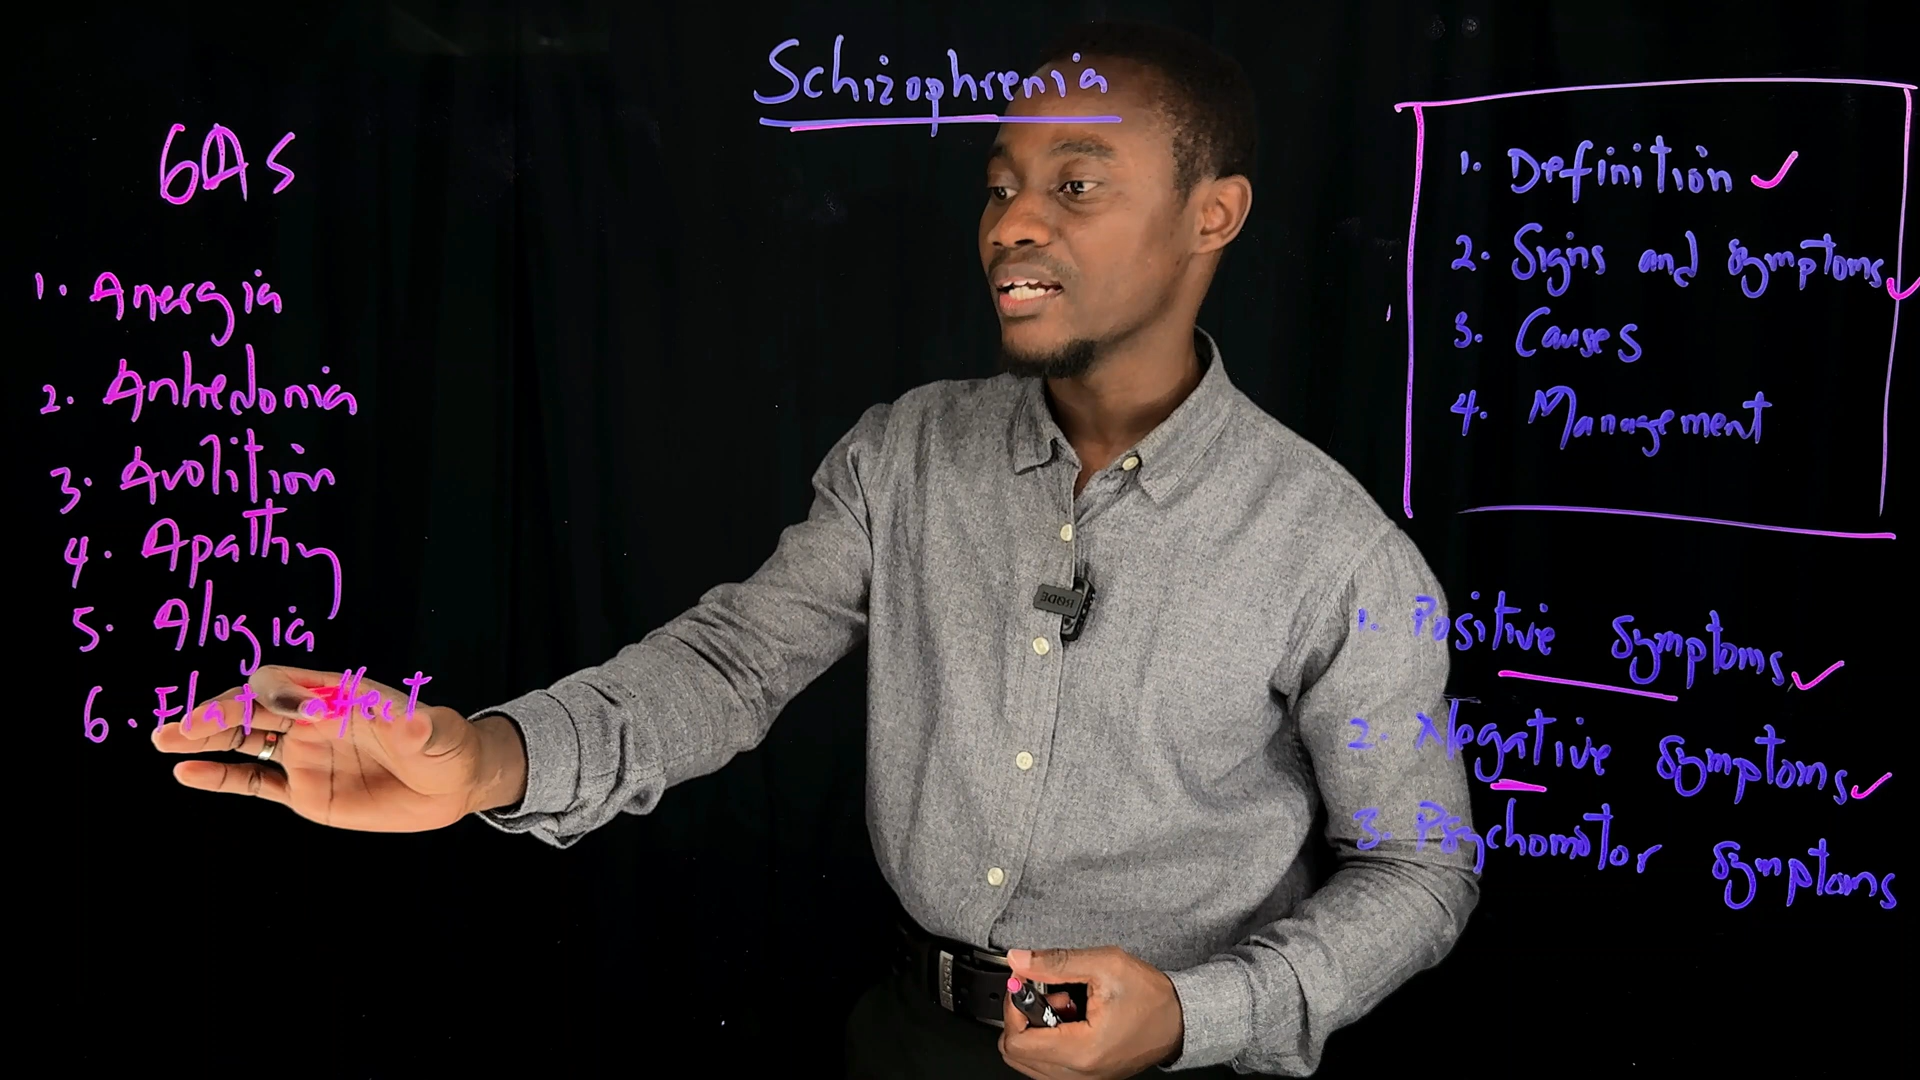 Schizophrenia
6As
1. Anergia
2. Anhedonia
3. Avolition
4. Apathy
5. Alogia
6. Flat affect
1. Definition ✓
2. Signs and symptoms ✓
3. Causes
4. Management
1. Positive symptoms ✓
2. Negative symptoms ✓
3. Psychomotor symptoms
RØDE